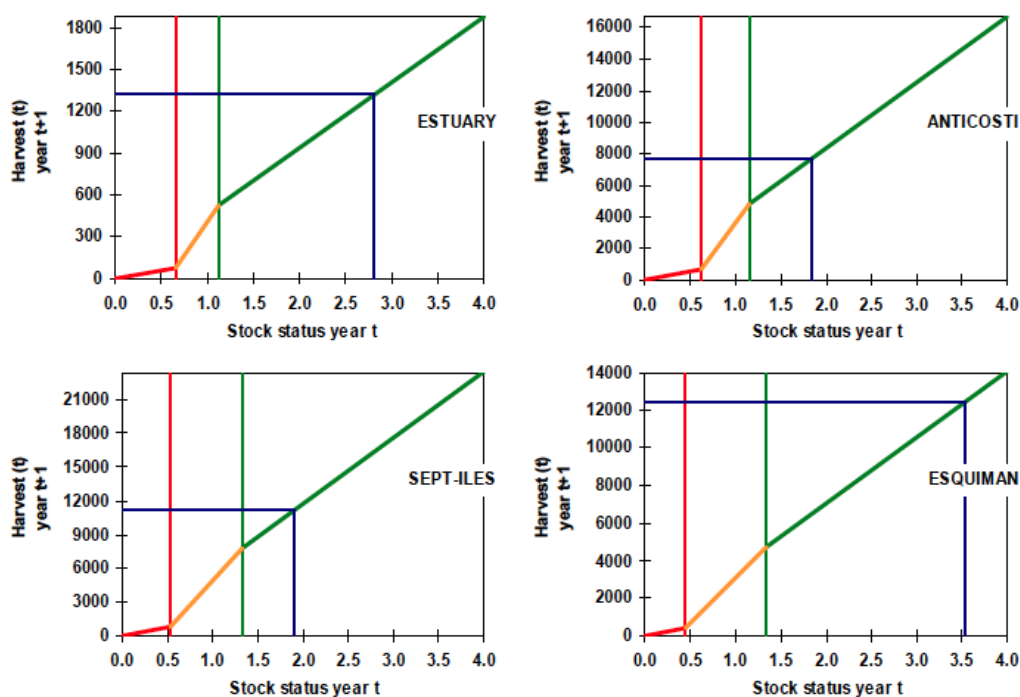 1800
1500
1200
900
600
300
0
Harvest (t)
year t+1
ESTUARY
0.0 0.5 1.0 1.5 2.0 2.5 3.0 3.5 4.0
Stock status year t
16000
14000
12000
10000
8000
6000
4000
2000
0
Harvest (t)
year t+1
ANTICOSTI
0.0 0.5 1.0 1.5 2.0 2.5 3.0 3.5 4.0
Stock status year t
21000
18000
15000
12000
9000
6000
3000
0
Harvest (t)
year t+1
SEPT-ILES
0.0 0.5 1.0 1.5 2.0 2.5 3.0 3.5 4.0
Stock status year t
14000
12000
10000
8000
6000
4000
2000
0
Harvest (t)
year t+1
ESQUIMAN
0.0 0.5 1.0 1.5 2.0 2.5 3.0 3.5 4.0
Stock status year t